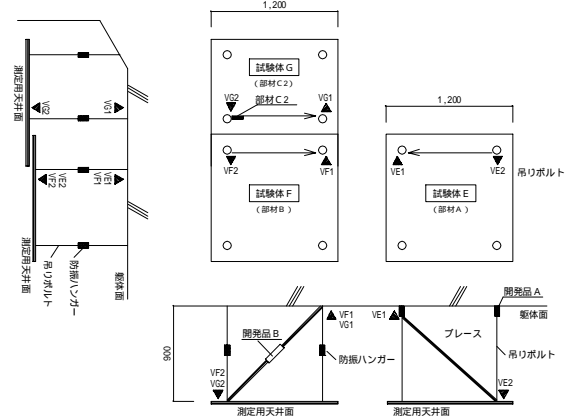 1,200
測定用天井面
VG2
VG1
VF2
VE2
VF1
VE1
測定用天井面
吊りボルト
防振ハンガー
躯体面
試験体G
(部材C2)
VG2
部材C2
VG1
VF2
VF1
試験体F
(部材B)
1,200
VE1
VE2
吊りボルト
試験体E
(部材A)
900
開発品B
VF1
VG1
VE1
開発品A
躯体面
ブレース
防振ハンガー
吊りボルト
VF2
VG2
VE2
測定用天井面
測定用天井面